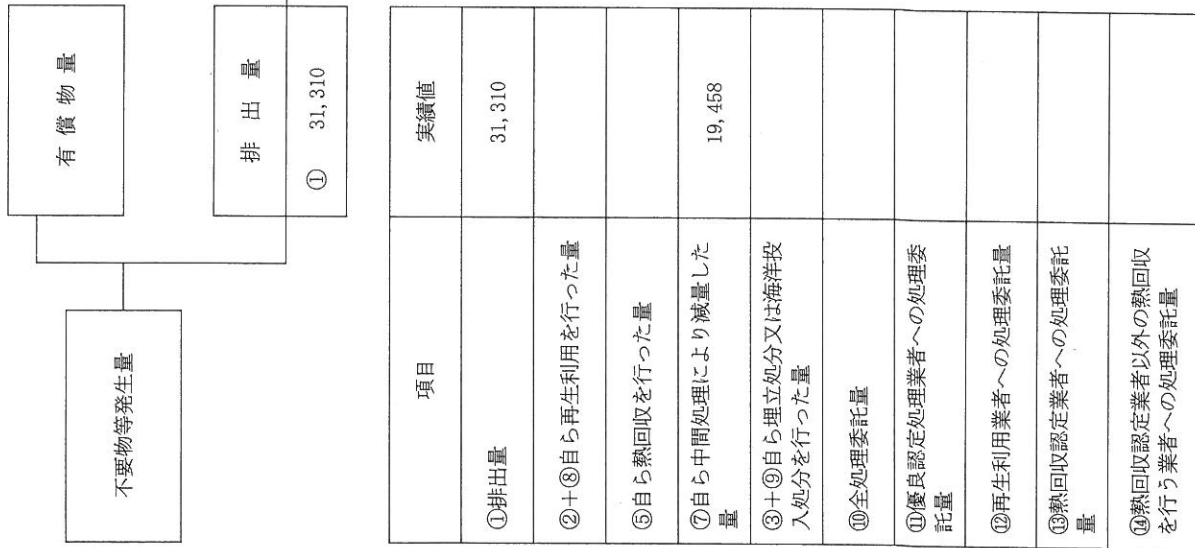 不要物等発生量
有償物量
排出量
① 31,310
項目 実績値
①排出量 31,310
②+⑧自ら再生利用を行った量
⑤自ら熱回収を行った量
⑦自ら中間処理により減量した 19,458
量
③+⑨自ら埋立処分又は海洋投
入処分を行った量
⑩全処理委託量
⑪優良認定処理業者への処理委
託量
⑫再生利用業者への処理委託量
⑬熱回収認定業者への処理委託
量
⑭熱回収認定業者以外の熱回収
を行う業者への処理委託量